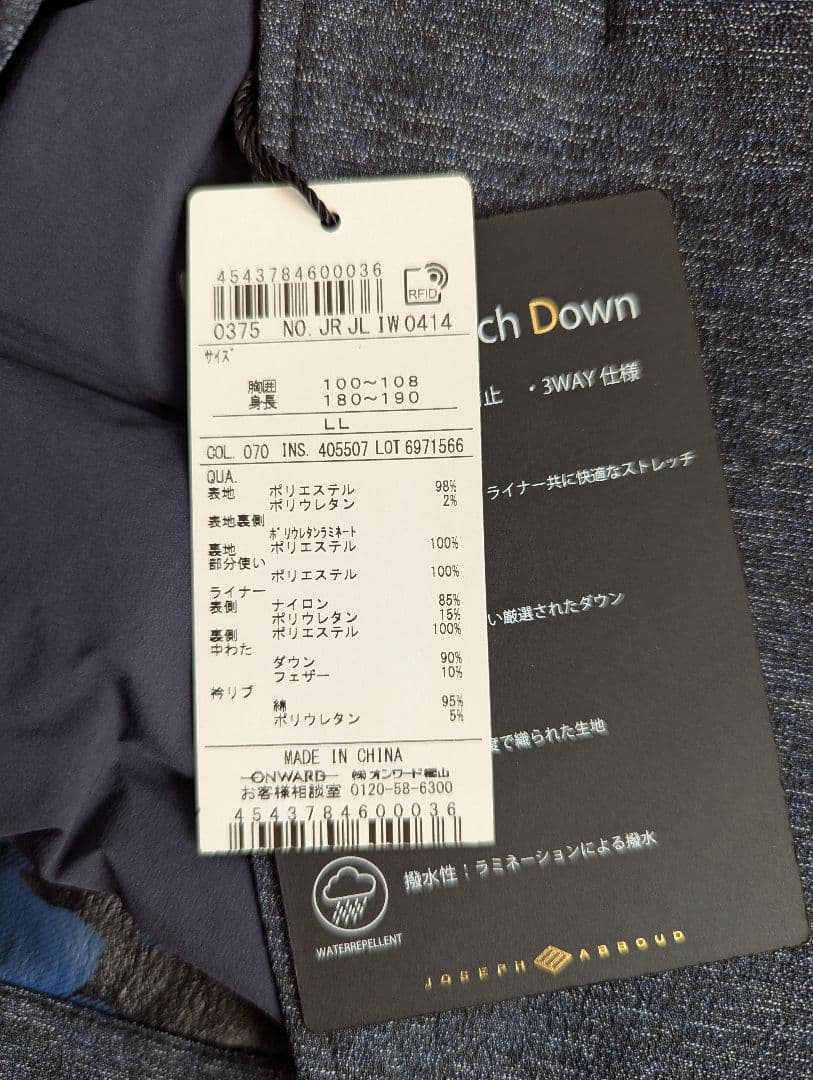 4543784600036
RFID
0375 NO. JRJLIW0414
サイズ
胸囲 100～108
身長 180～190
LL
COL. 070 INS. 405507 LOT 6971566
QUA.
表地 ポリエステル 98%
ポリウレタン 2%
表地裏側
ポリウレタンラミネート
裏地 ポリエステル 100%
部分使い
ポリエステル 100%
ライナー
表側 ナイロン 85%
ポリウレタン 15%
裏側 ポリエステル 100%
中わた
ダウン 90%
フェザー 10%
衿リブ
綿 95%
ポリウレタン 5%
MADE IN CHINA
ONWARD ㈱オンワード樫山
お客様相談室 0120-58-6300
4543784600036
ch Down
止 ・3WAY仕様
ライナー共に快適なストレッチ
い厳選されたダウン
度で織られた生地
撥水性：ラミネーションによる撥水
WATERREPELLENT
JOSEPH ABBOUD